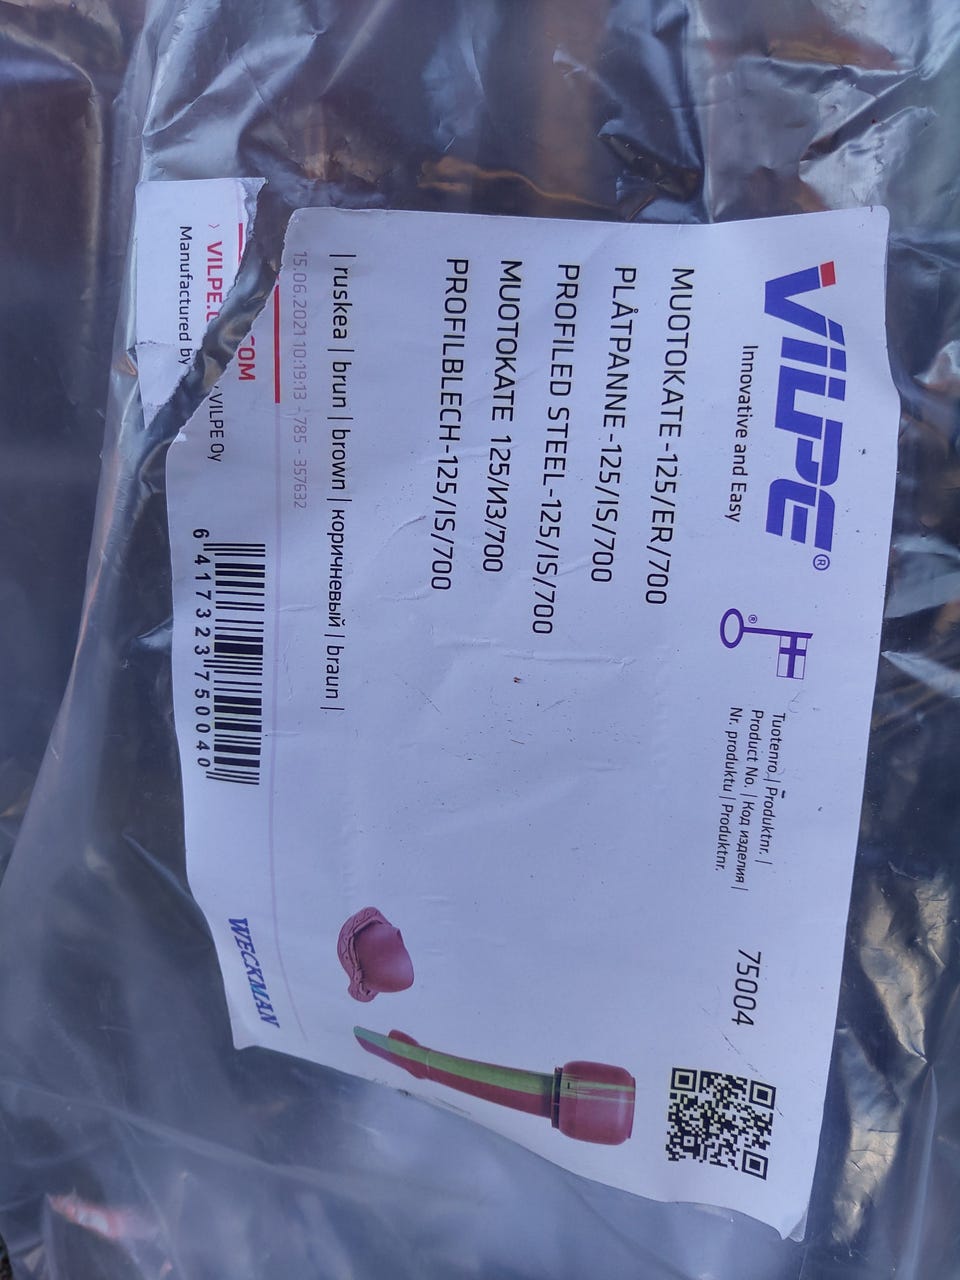 VILPE®
Innovative and Easy
®
Tuotenro. | Produktnr. |
Product No. | Код изделия |
Nr. produktu | Produktnr.
75004
MUOTOKATE -125/ER/700
PLÅTPANNE -125/IS/700
PROFILED STEEL-125/IS/700
MUOTOKATE 125/ИЗ/700
PROFILBLECH-125/IS/700
| ruskea | brun | brown | коричневый | braun |
15.06.2021 10:19:13 - 785 - 357632
› VILPE.COM
Manufactured by VILPE Oy
6 417323 750040
WECKMAN